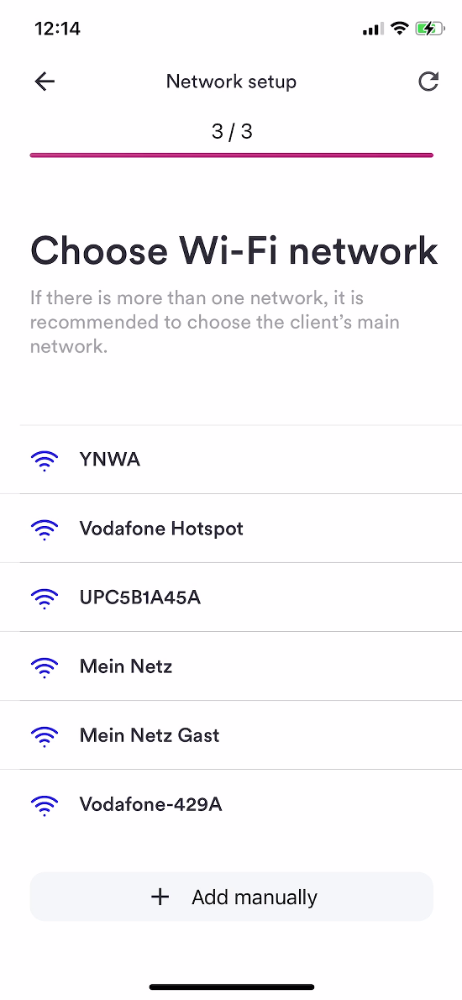 12:14
Network setup
3 / 3
Choose Wi-Fi network
If there is more than one network, it is
recommended to choose the client’s main
network.
YNWA
Vodafone Hotspot
UPC5B1A45A
Mein Netz
Mein Netz Gast
Vodafone-429A
+ Add manually